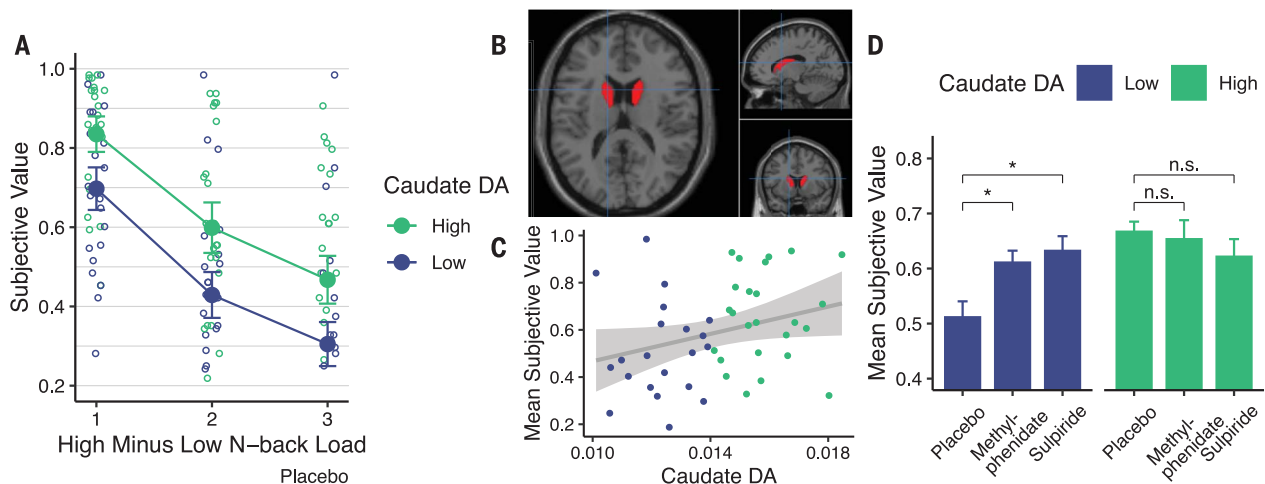 A
Subjective Value
1.0
0.8
0.6
0.4
0.2
1 2 3
High Minus Low N−back Load
Placebo
Caudate DA
High
Low
B
C
Mean Subjective Value
1.0
0.8
0.6
0.4
0.2
0.010 0.014 0.018
Caudate DA
D
Caudate DA Low High
Mean Subjective Value
0.8
0.7
0.6
0.5
0.4
*
*
n.s.
n.s.
Placebo
Methyl-
phenidate
Sulpiride
Placebo
Methyl-
phenidate
Sulpiride